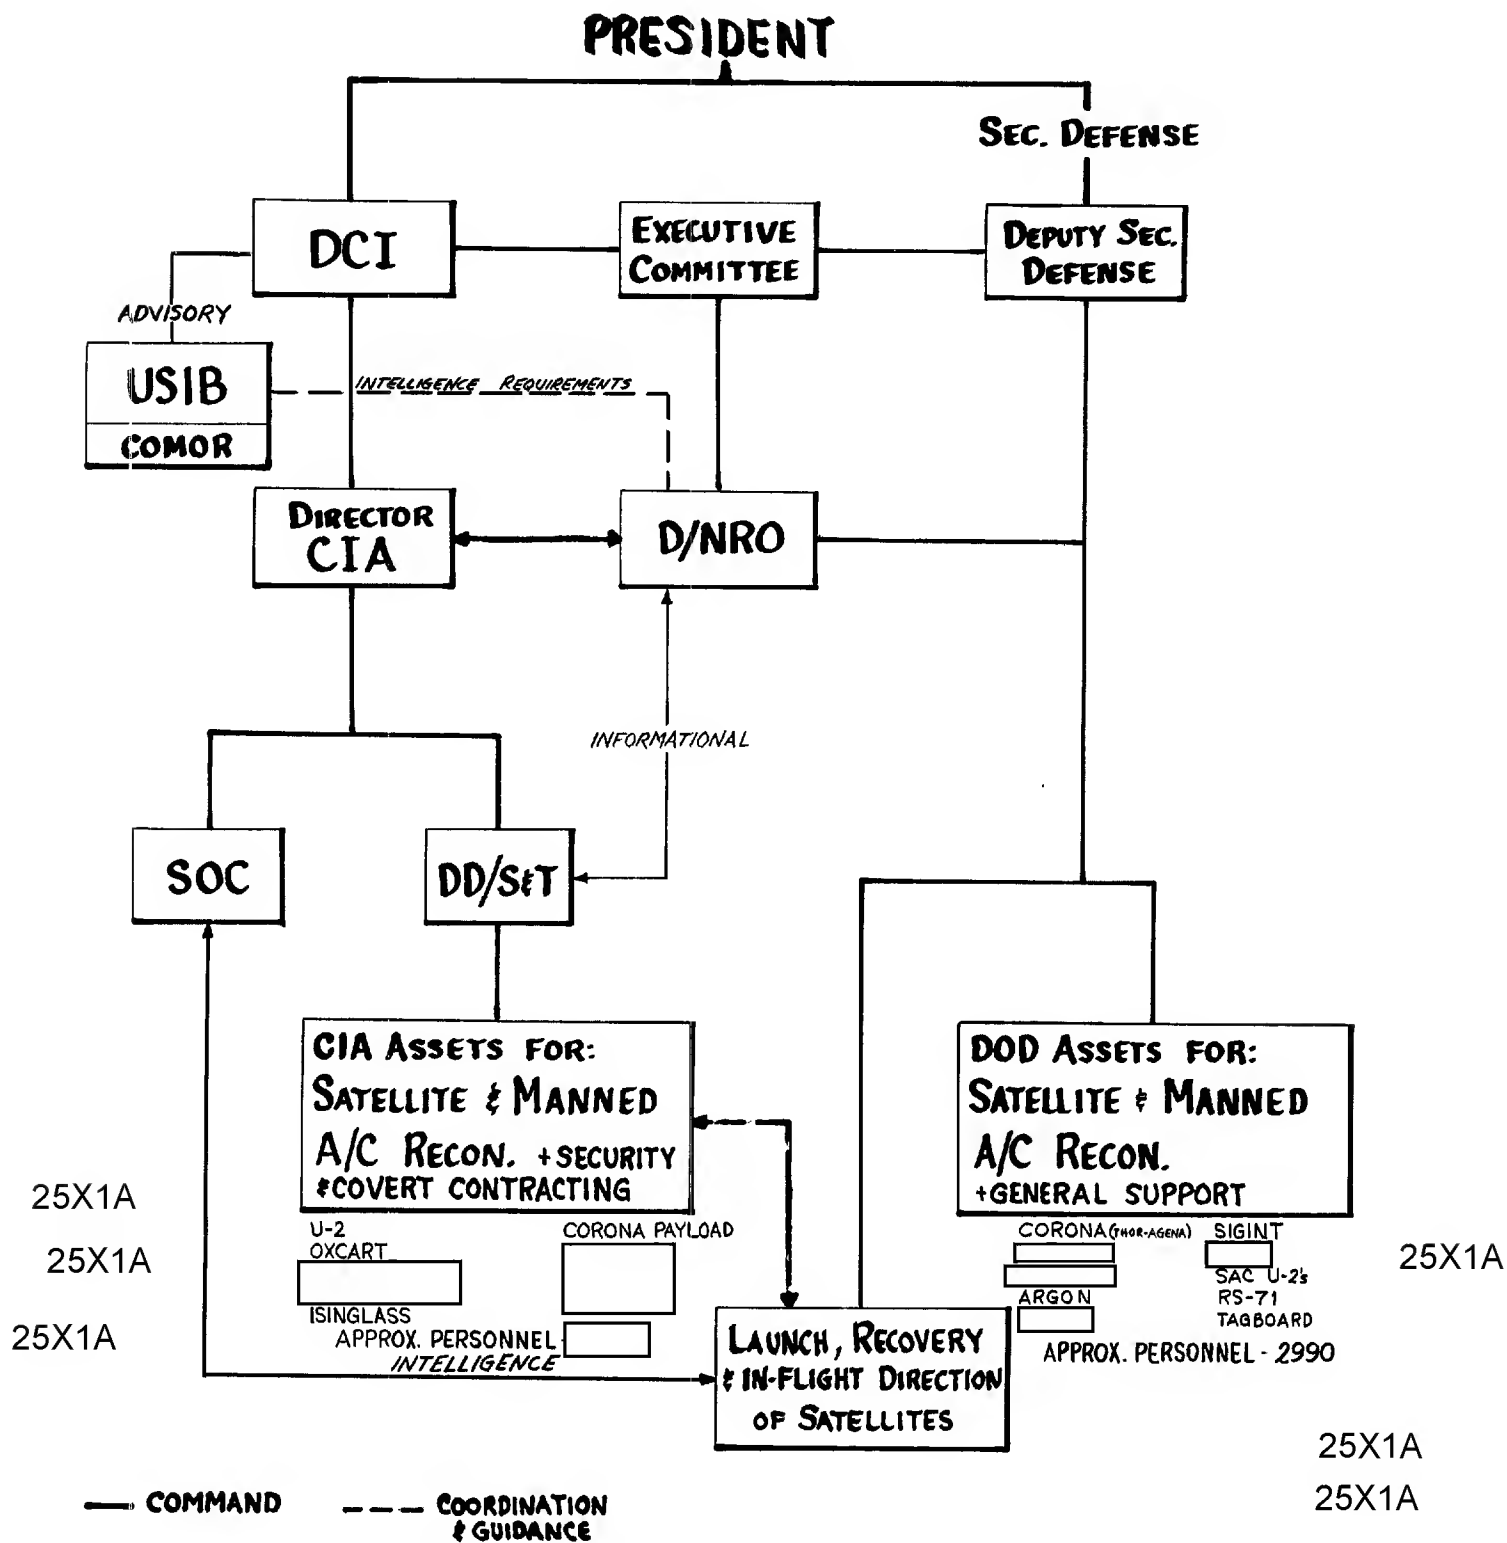 PRESIDENT
SEC. DEFENSE
DCI
EXECUTIVE
COMMITTEE
DEPUTY SEC.
DEFENSE
ADVISORY
USIB
COMOR
INTELLIGENCE REQUIREMENTS
DIRECTOR
CIA
D/NRO
INFORMATIONAL
SOC
DD/S&T
CIA ASSETS FOR:
SATELLITE & MANNED
A/C RECON. + SECURITY
& COVERT CONTRACTING
DOD ASSETS FOR:
SATELLITE & MANNED
A/C RECON.
+ GENERAL SUPPORT
25X1A
25X1A
25X1A
U-2
OXCART
ISINGLASS
CORONA PAYLOAD
APPROX. PERSONNEL
INTELLIGENCE
CORONA (THOR-AGENA)
ARGON
SIGINT
SAC U-2's
RS-71
TAGBOARD
APPROX. PERSONNEL - 2990
25X1A
LAUNCH, RECOVERY
& IN-FLIGHT DIRECTION
OF SATELLITES
25X1A
25X1A
COMMAND
COORDINATION
& GUIDANCE